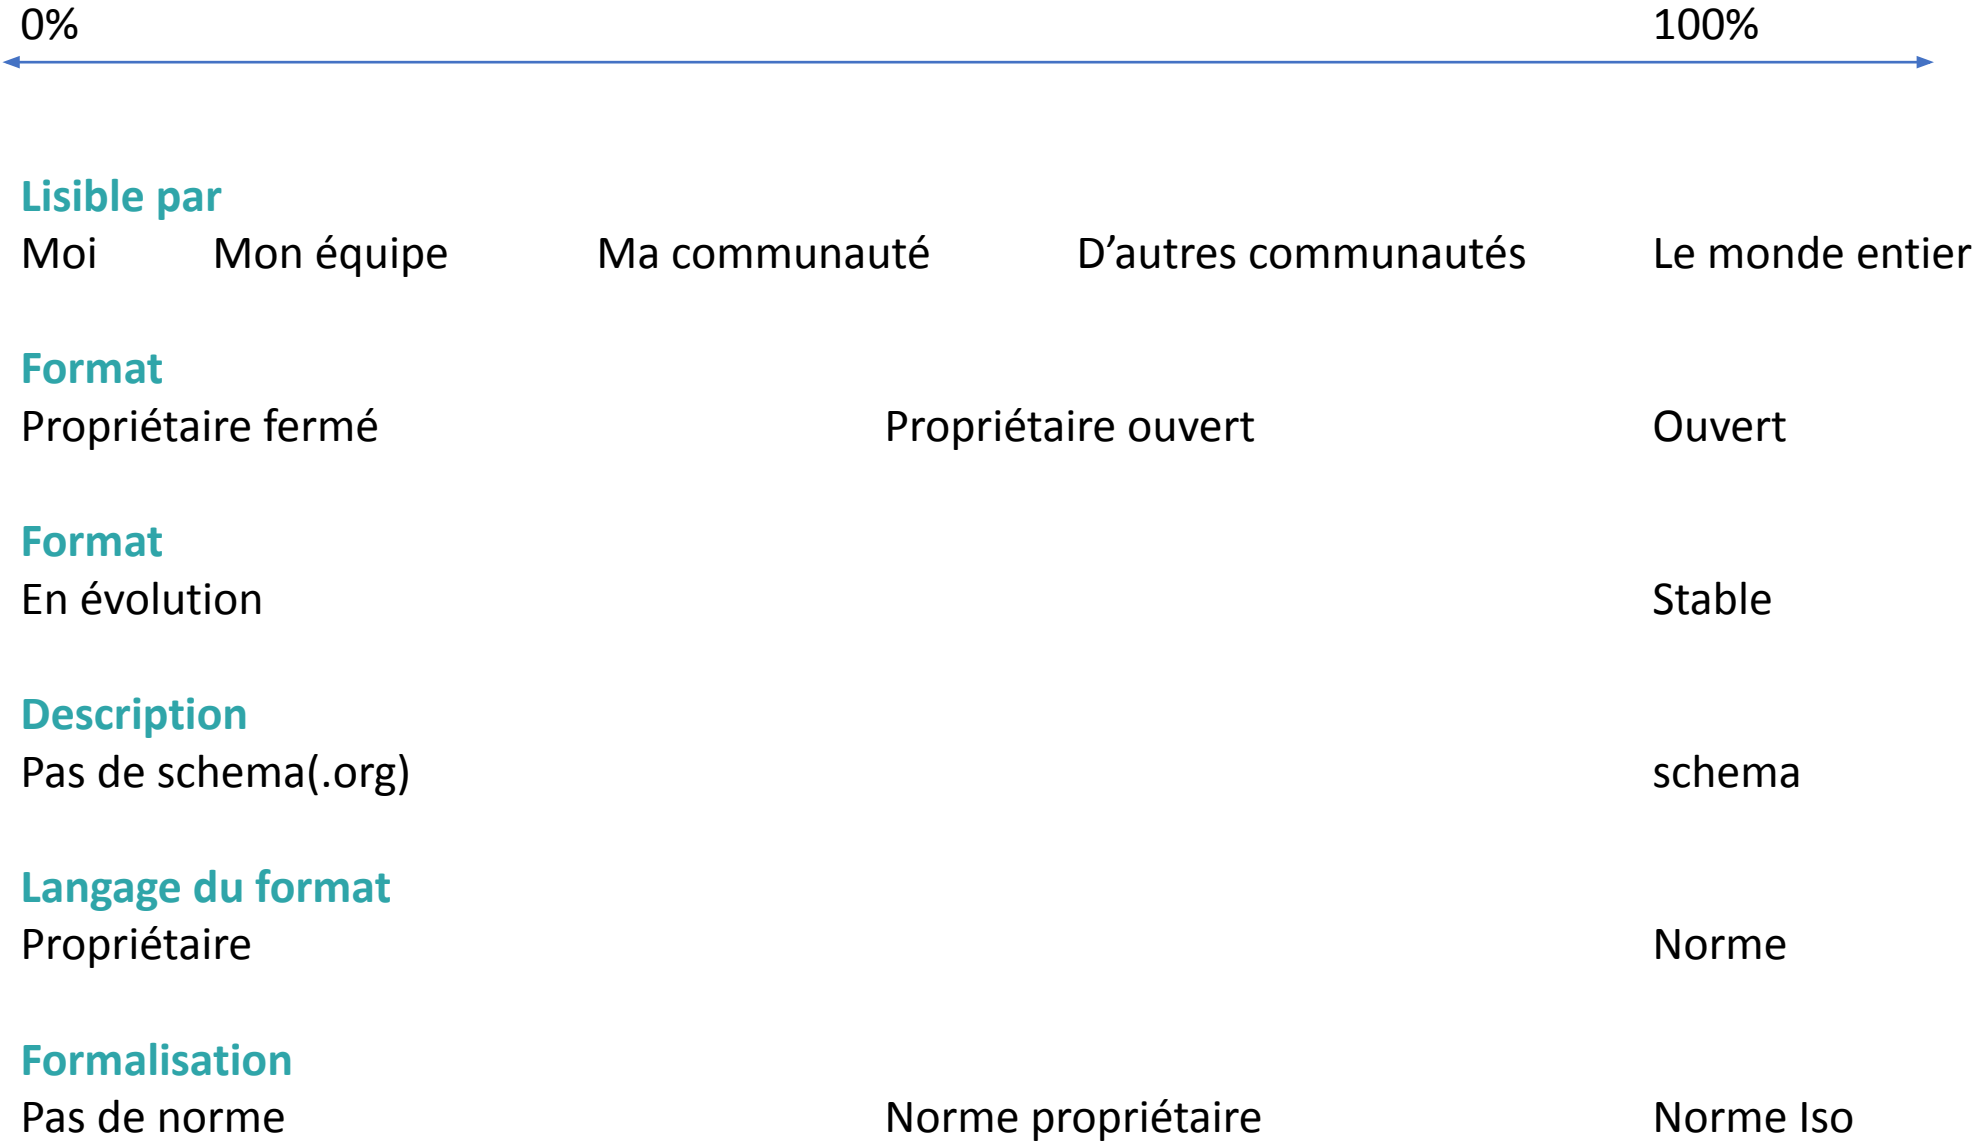 0% 100%
Lisible par
Moi Mon équipe Ma communauté D’autres communautés Le monde entier
Format
Propriétaire fermé Propriétaire ouvert Ouvert
Format
En évolution Stable
Description
Pas de schema(.org) schema
Langage du format
Propriétaire Norme
Formalisation
Pas de norme Norme propriétaire Norme Iso